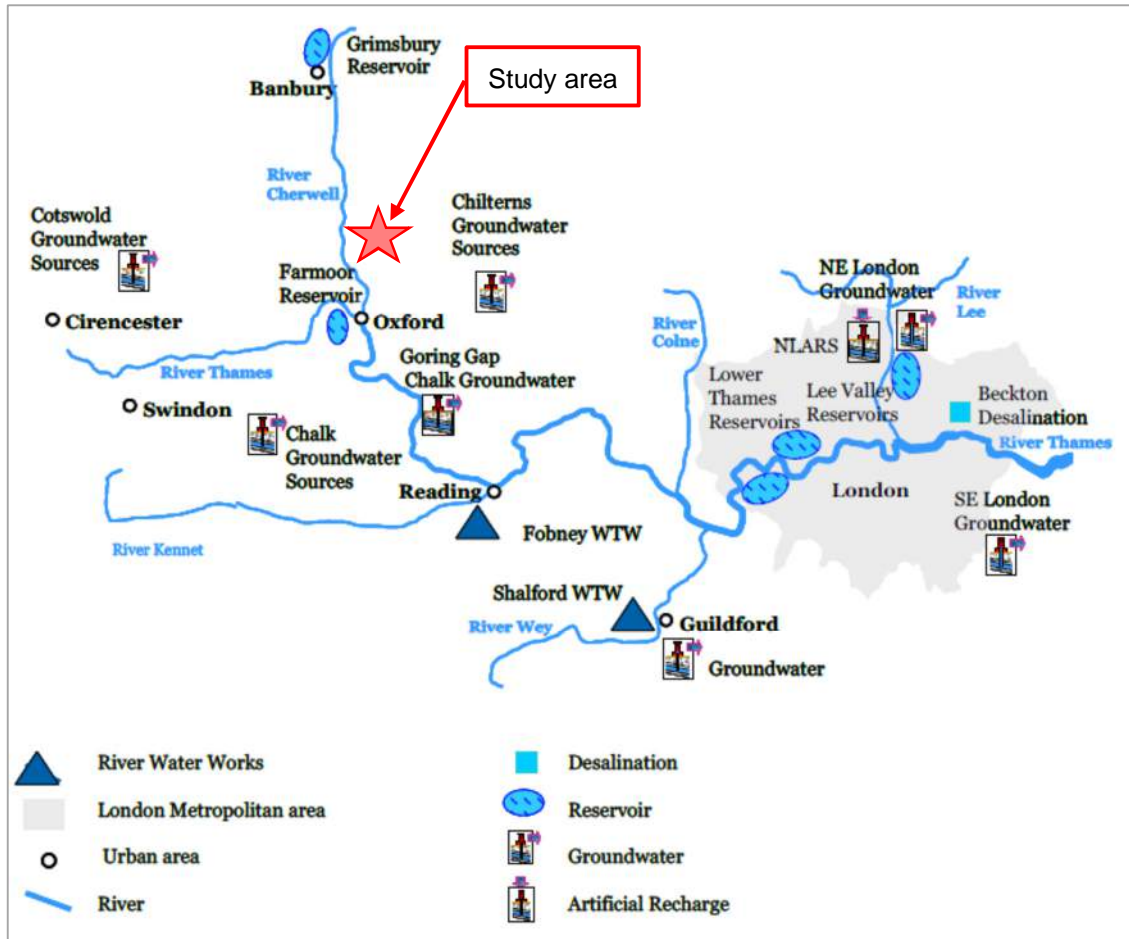 Grimsbury
Reservoir
Study area
Banbury
River
Cherwell
Cotswold
Groundwater
Sources
Chilterns
Groundwater
Sources
Farmoor
Reservoir
NE London
Groundwater
River
Lee
Cirencester
Oxford
River
Colne
NLARS
River Thames
Goring Gap
Chalk Groundwater
Lower
Thames
Reservoirs
Lee Valley
Reservoirs
Beckton
Desalination
Swindon
River Thames
Chalk
Groundwater
Sources
Reading
London
SE London
Groundwater
River Kennet
Fobney WTW
Shalford WTW
River Wey
Guildford
Groundwater
River Water Works
London Metropolitan area
Urban area
River
Desalination
Reservoir
Groundwater
Artificial Recharge